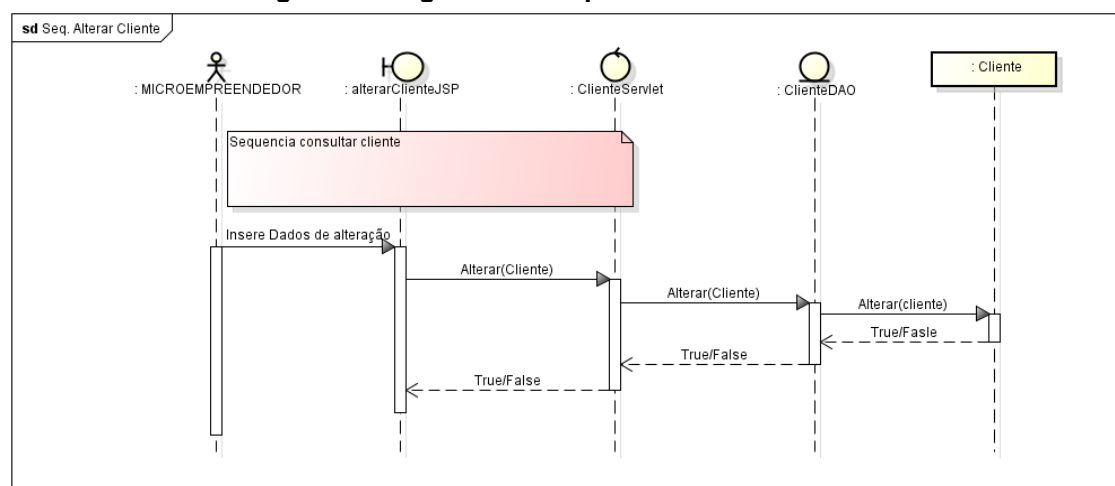 sd Seq. Alterar Cliente
: MICROEMPREENDEDOR
: alterarClienteJSP
: ClienteServlet
: ClienteDAO
: Cliente
Sequencia consultar cliente
Insere Dados de alteração
Alterar(Cliente)
Alterar(Cliente)
Alterar(cliente)
True/Fasle
True/False
True/False